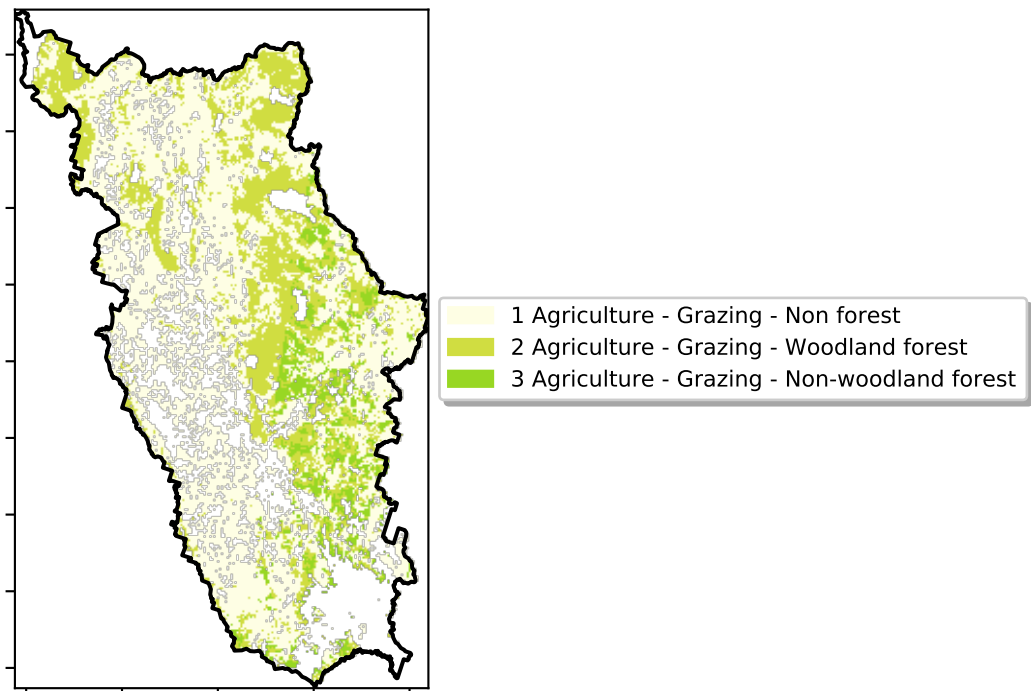 1 Agriculture - Grazing - Non forest
2 Agriculture - Grazing - Woodland forest
3 Agriculture - Grazing - Non-woodland forest